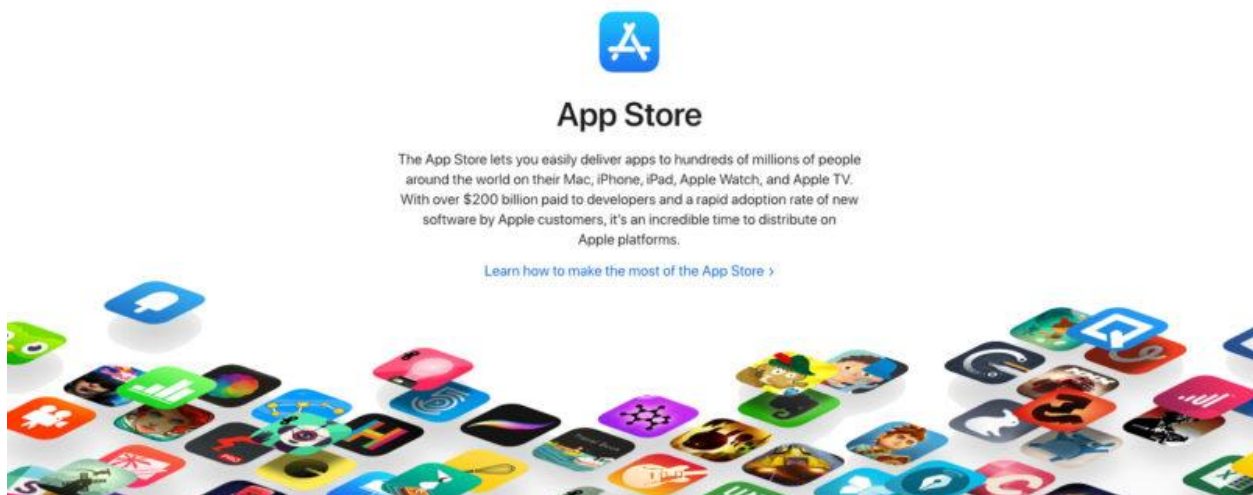 App Store
The App Store lets you easily deliver apps to hundreds of millions of people
around the world on their Mac, iPhone, iPad, Apple Watch, and Apple TV.
With over $200 billion paid to developers and a rapid adoption rate of new
software by Apple customers, it's an incredible time to distribute on
Apple platforms.
Learn how to make the most of the App Store >
PRO